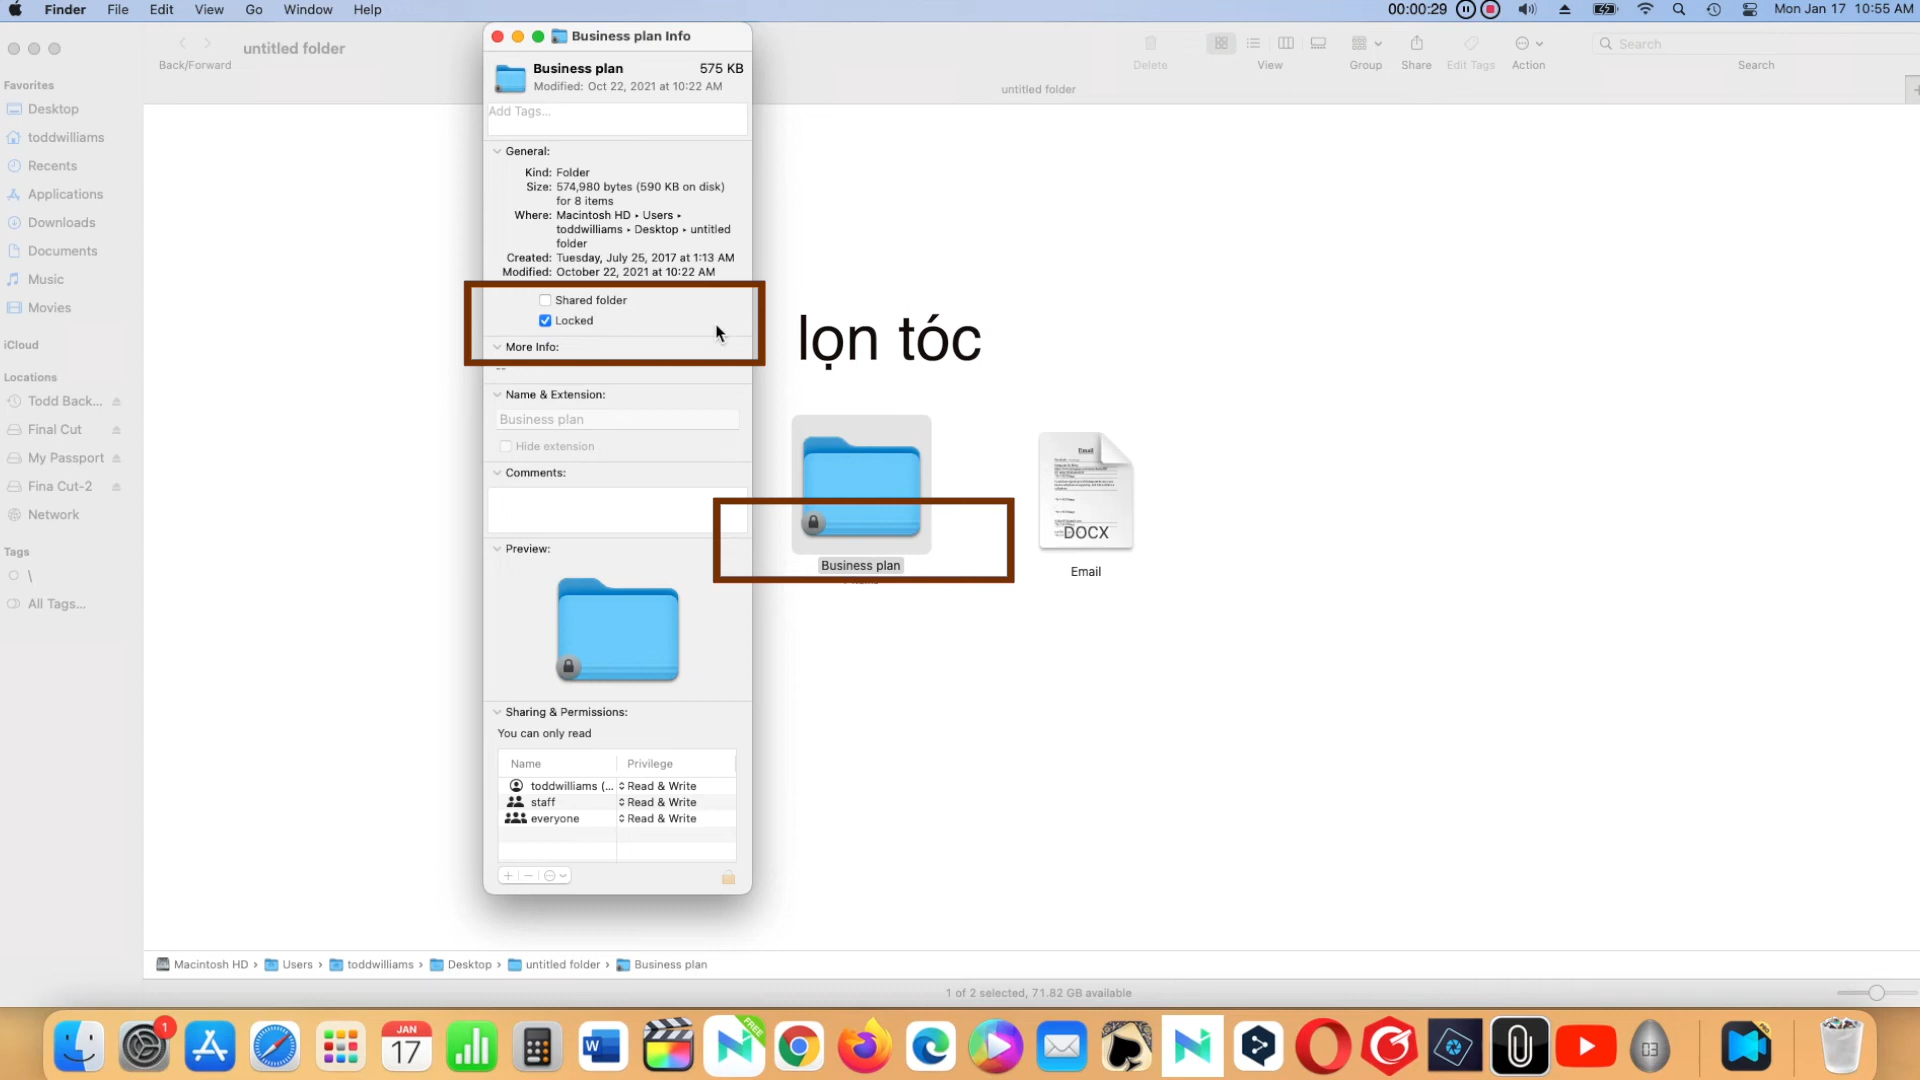 Finder File Edit View Go Window Help
00:00:29
Mon Jan 17 10:55 AM
Back/Forward
untitled folder
Delete
View
Group
Share
Edit Tags
Action
Search
Search
untitled folder
Favorites
Desktop
toddwilliams
Recents
Applications
Downloads
Documents
Music
Movies
iCloud
Locations
Todd Back...
Final Cut
My Passport
Fina Cut-2
Network
Tags
\
All Tags...
Business plan Info
Business plan 575 KB
Modified: Oct 22, 2021 at 10:22 AM
Add Tags...
General:
Kind: Folder
Size: 574,980 bytes (590 KB on disk)
for 8 items
Where: Macintosh HD ▸ Users ▸
toddwilliams ▸ Desktop ▸ untitled
folder
Created: Tuesday, July 25, 2017 at 1:13 AM
Modified: October 22, 2021 at 10:22 AM
Shared folder
Locked
More Info:
--
Name & Extension:
Business plan
Hide extension
Comments:
Preview:
Sharing & Permissions:
You can only read
Name Privilege
toddwilliams (... Read & Write
staff Read & Write
everyone Read & Write
lọn tóc
Business plan
Email
DOCX
Email
Macintosh HD › Users › toddwilliams › Desktop › untitled folder › Business plan
1 of 2 selected, 71.82 GB available
1
JAN
17
W
FREE
03
PRO